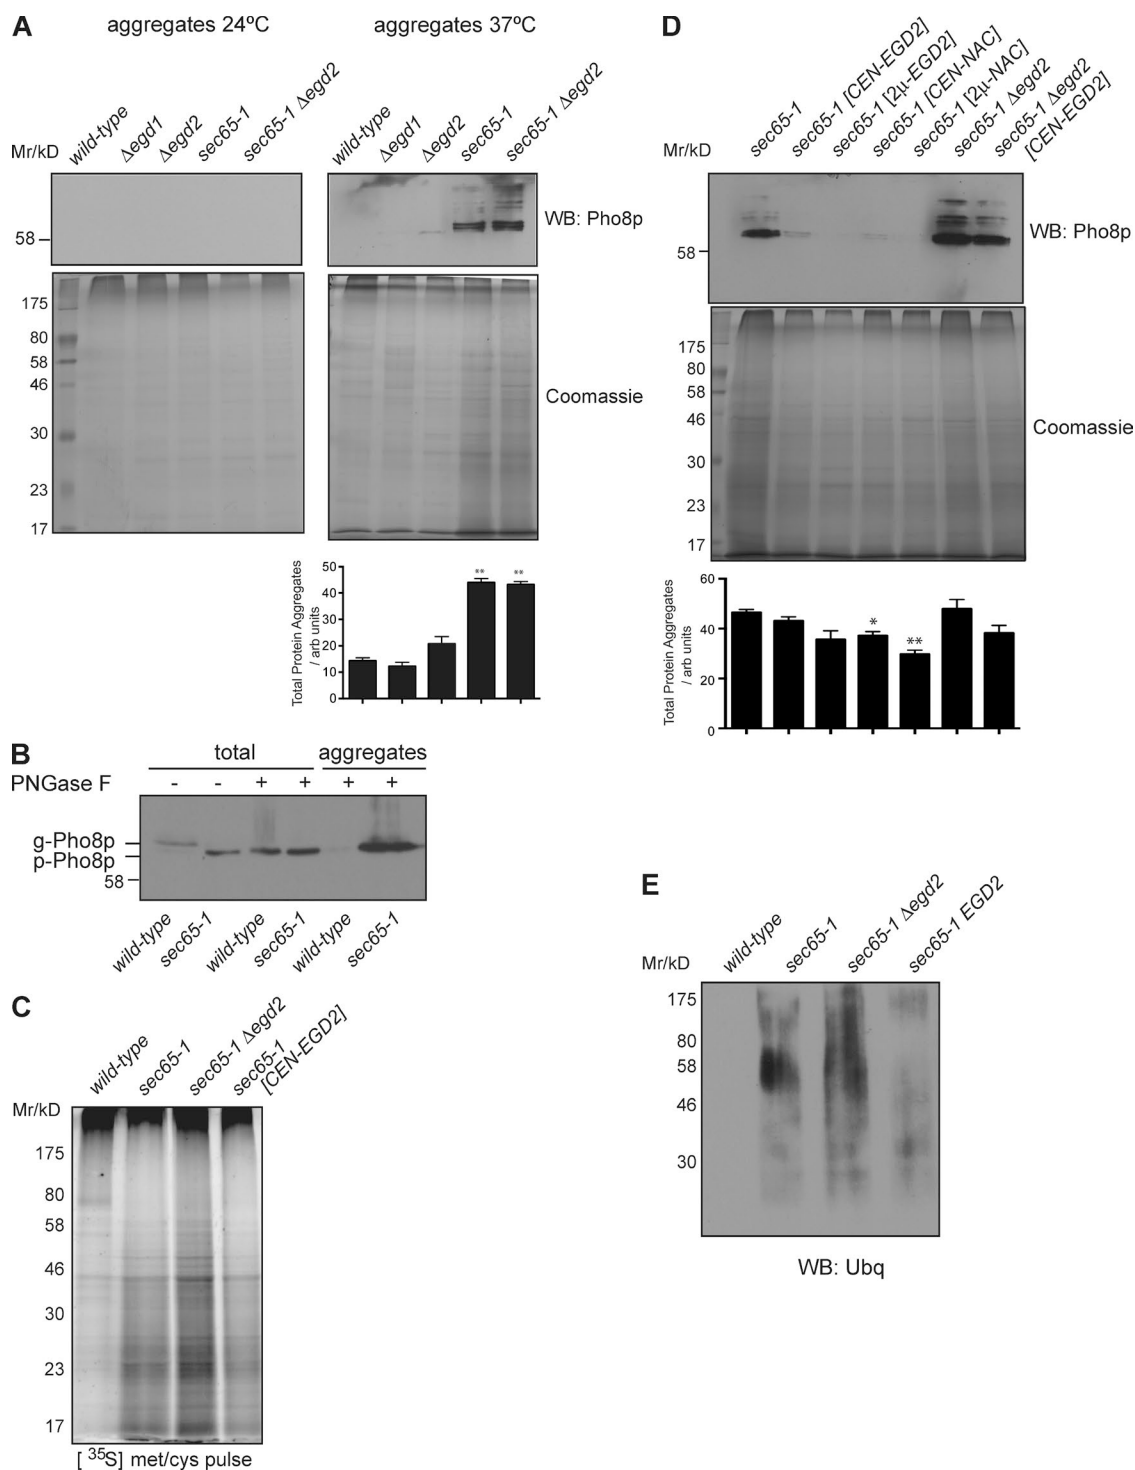 A
aggregates 24ºC
aggregates 37ºC
Mr/kD
wild-type
Δegd1
Δegd2
sec65-1
sec65-1 Δegd2
wild-type
Δegd1
Δegd2
sec65-1
sec65-1 Δegd2
58
WB: Pho8p
175
80
58
46
30
23
17
Coomassie
Total Protein Aggregates
/ arb units
50
40
30
20
10
0
**
**
B
total
aggregates
PNGase F
- - + + + +
g-Pho8p
p-Pho8p
58
wild-type
sec65-1
wild-type
sec65-1
wild-type
sec65-1
C
wild-type
sec65-1
sec65-1 Δegd2
sec65-1
[CEN-EGD2]
Mr/kD
175
80
58
46
30
23
17
[ 35S] met/cys pulse
D
Mr/kD
sec65-1
sec65-1 [CEN-EGD2]
sec65-1 [2µ-EGD2]
sec65-1 [CEN-NAC]
sec65-1 [2µ-NAC]
sec65-1 Δegd2
sec65-1 Δegd2
[CEN-EGD2]
58
WB: Pho8p
175
80
58
46
30
23
17
Coomassie
Total Protein Aggregates
/ arb units
60
40
20
0
*
**
E
Mr/kD
wild-type
sec65-1
sec65-1 Δegd2
sec65-1 EGD2
175
80
58
46
30
WB: Ubq